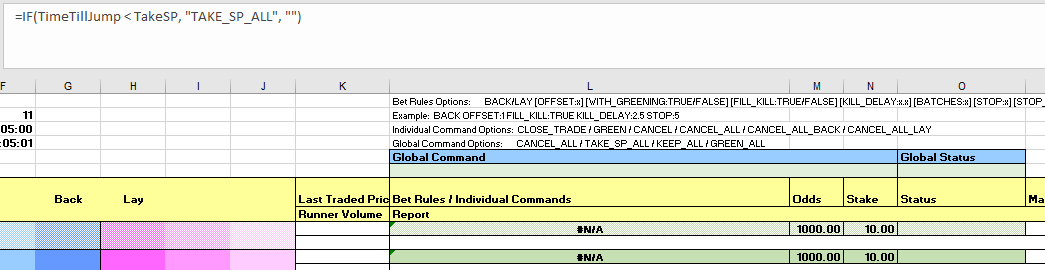 =IF(TimeTillJump < TakeSP, "TAKE_SP_ALL", "")
F G H I J K L M N O
Bet Rules Options: BACK/LAY [OFFSET:x] [WITH_GREENING:TRUE/FALSE] [FILL_KILL:TRUE/FALSE] [KILL_DELAY:x.x] [BATCHES:x] [STOP:x] [STOP_
11 Example: BACK OFFSET:1 FILL_KILL:TRUE KILL_DELAY:2.5 STOP:5
05:00 Individual Command Options: CLOSE_TRADE / GREEN / CANCEL / CANCEL_ALL / CANCEL_ALL_BACK / CANCEL_ALL_LAY
:05:01 Global Command Options: CANCEL_ALL / TAKE_SP_ALL / KEEP_ALL / GREEN_ALL
Global Command Global Status
Back Lay Last Traded Pric Bet Rules / Individual Commands Odds Stake Status Ma
Runner Volume Report
#N/A 1000.00 10.00
#N/A 1000.00 10.00